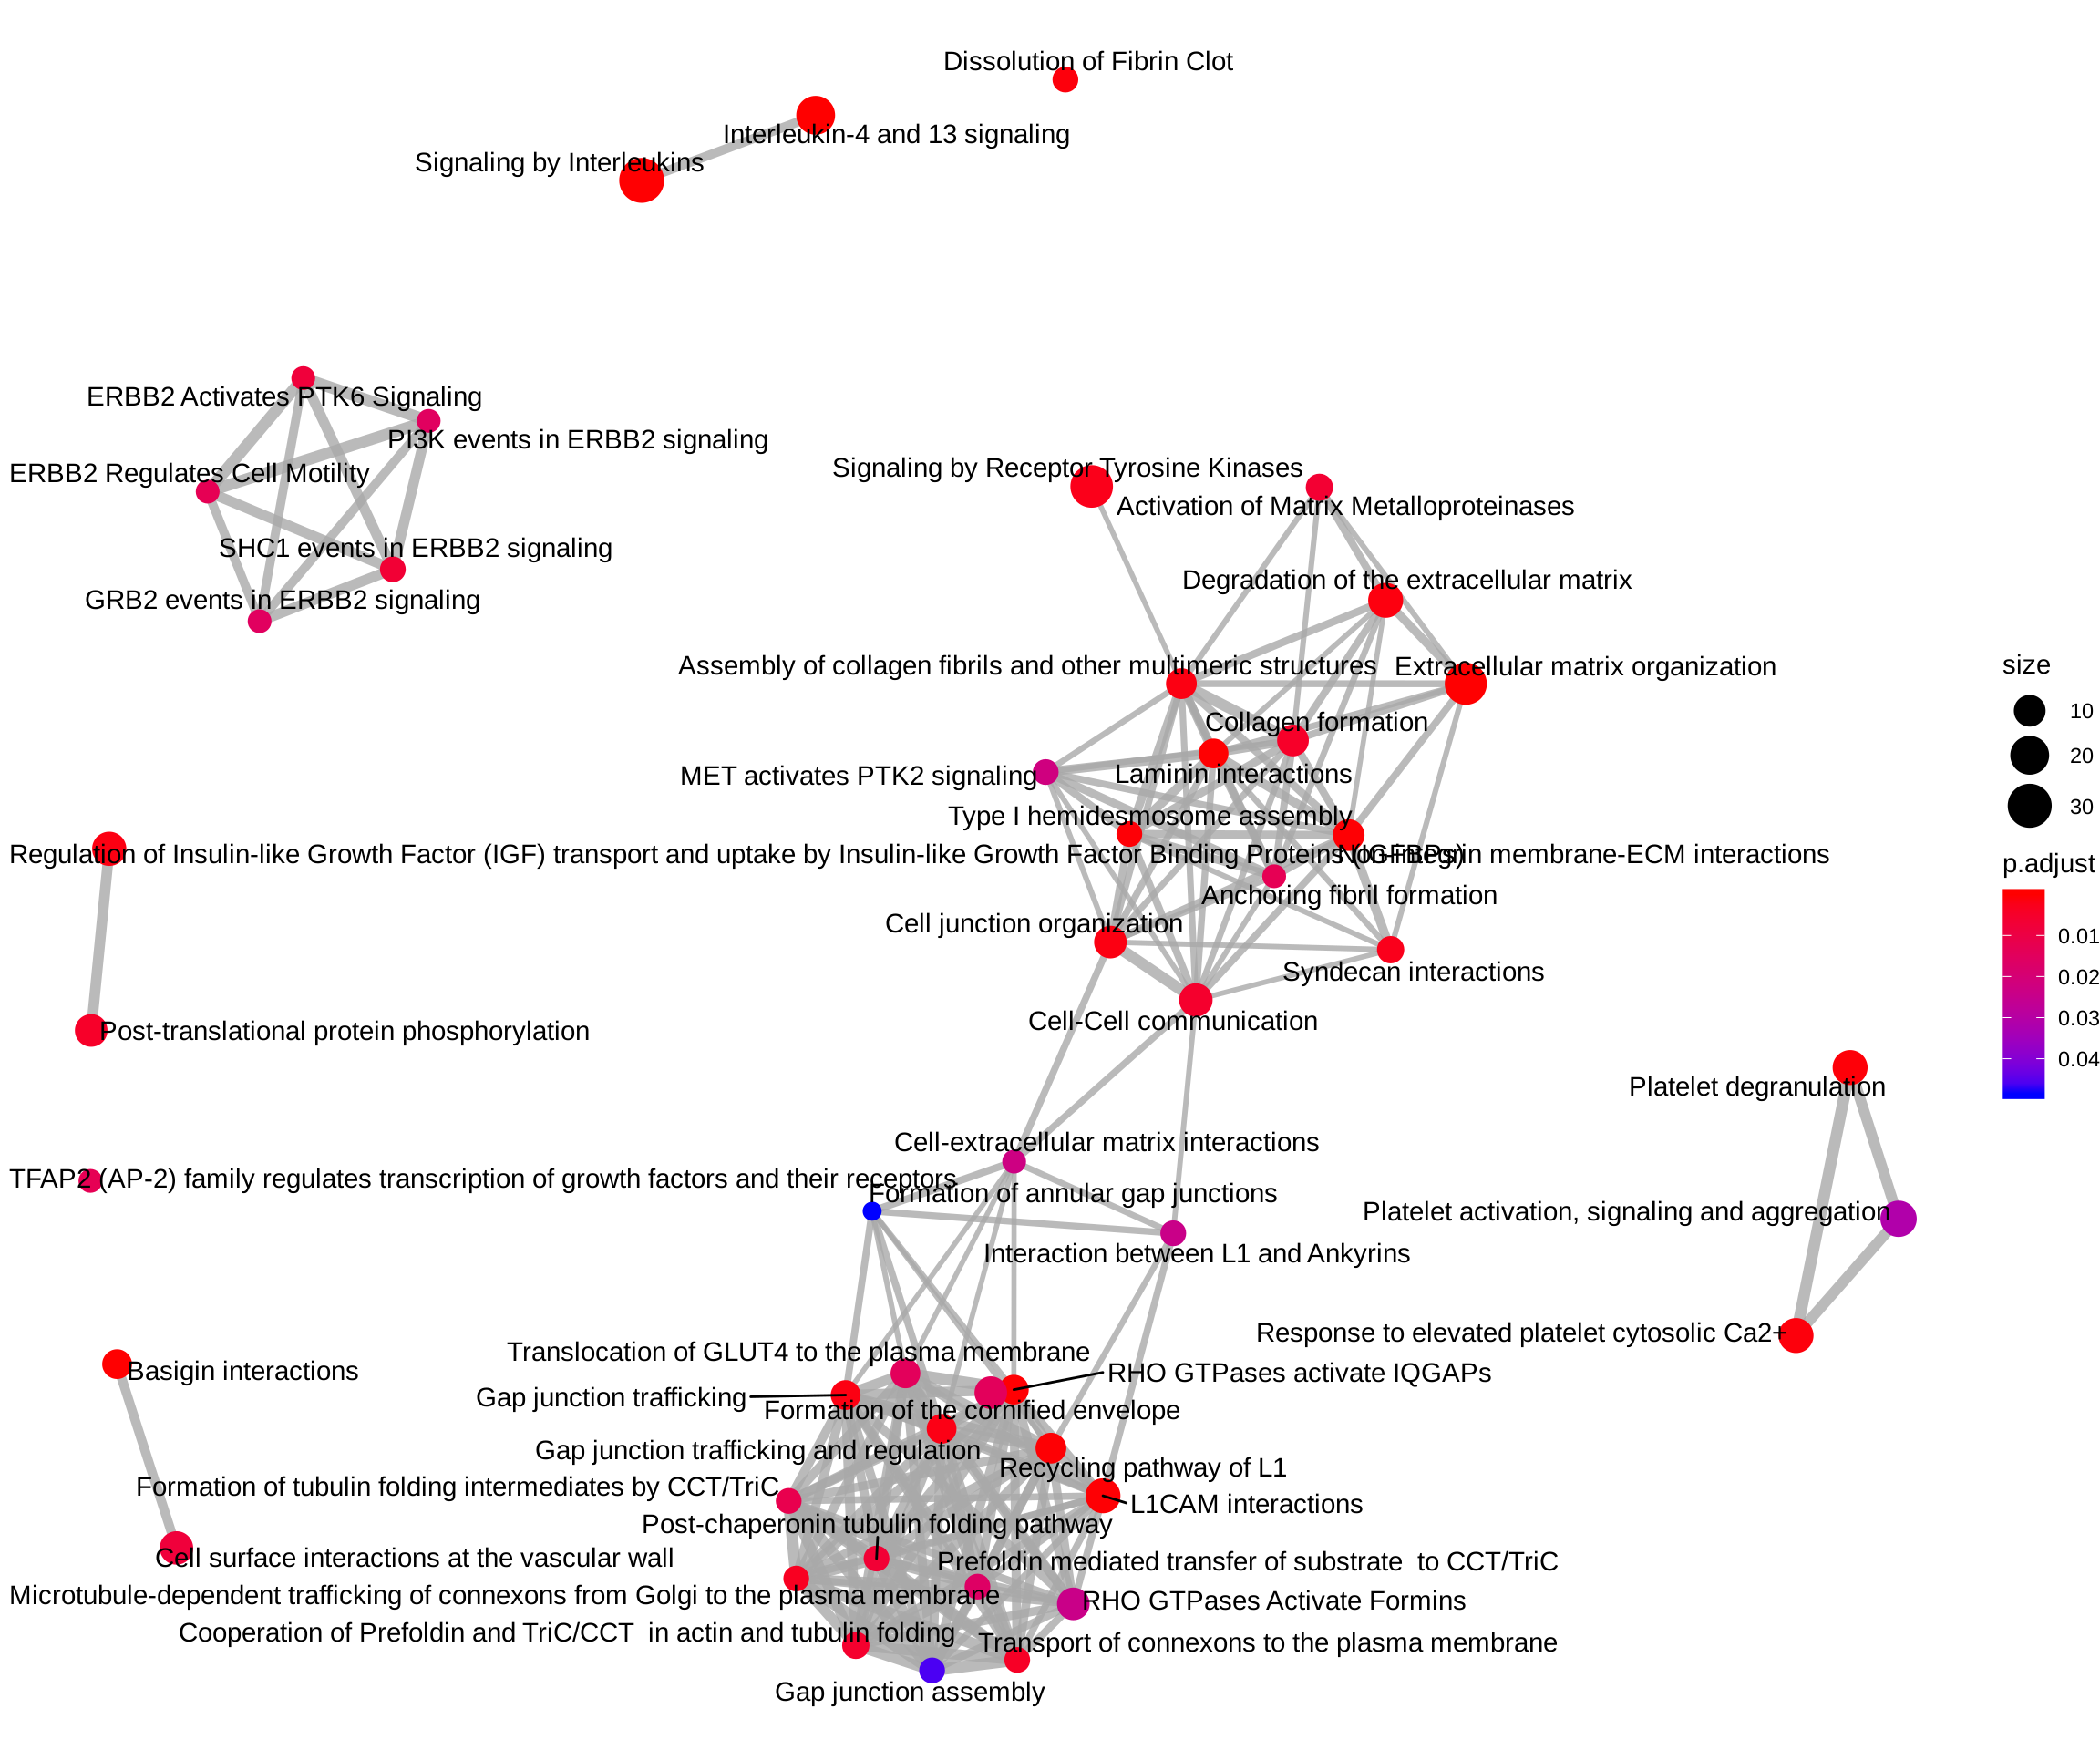 Dissolution of Fibrin Clot
Interleukin-4 and 13 signaling
Signaling by Interleukins
ERBB2 Activates PTK6 Signaling
PI3K events in ERBB2 signaling
Signaling by Receptor Tyrosine Kinases
ERBB2 Regulates Cell Motility
Activation of Matrix Metalloproteinases
SHC1 events in ERBB2 signaling
Degradation of the extracellular matrix
GRB2 events in ERBB2 signaling
Assembly of collagen fibrils and other multimeric structures
Extracellular matrix organization
size
10
20
30
Collagen formation
MET activates PTK2 signaling
Laminin interactions
Type I hemidesmosome assembly
Regulation of Insulin-like Growth Factor (IGF) transport and uptake by Insulin-like Growth Factor Binding Proteins (IGFBPs)
Non-integrin membrane-ECM interactions
p.adjust
0.01
0.02
0.03
0.04
Anchoring fibril formation
Cell junction organization
Syndecan interactions
Cell-Cell communication
Post-translational protein phosphorylation
Platelet degranulation
Cell-extracellular matrix interactions
TFAP2 (AP-2) family regulates transcription of growth factors and their receptors
Formation of annular gap junctions
Platelet activation, signaling and aggregation
Interaction between L1 and Ankyrins
Response to elevated platelet cytosolic Ca2+
Translocation of GLUT4 to the plasma membrane
Basigin interactions
RHO GTPases activate IQGAPs
Gap junction trafficking
Formation of the cornified envelope
Gap junction trafficking and regulation
Recycling pathway of L1
Formation of tubulin folding intermediates by CCT/TriC
L1CAM interactions
Post-chaperonin tubulin folding pathway
Cell surface interactions at the vascular wall
Prefoldin mediated transfer of substrate  to CCT/TriC
Microtubule-dependent trafficking of connexons from Golgi to the plasma membrane
RHO GTPases Activate Formins
Cooperation of Prefoldin and TriC/CCT  in actin and tubulin folding
Transport of connexons to the plasma membrane
Gap junction assembly